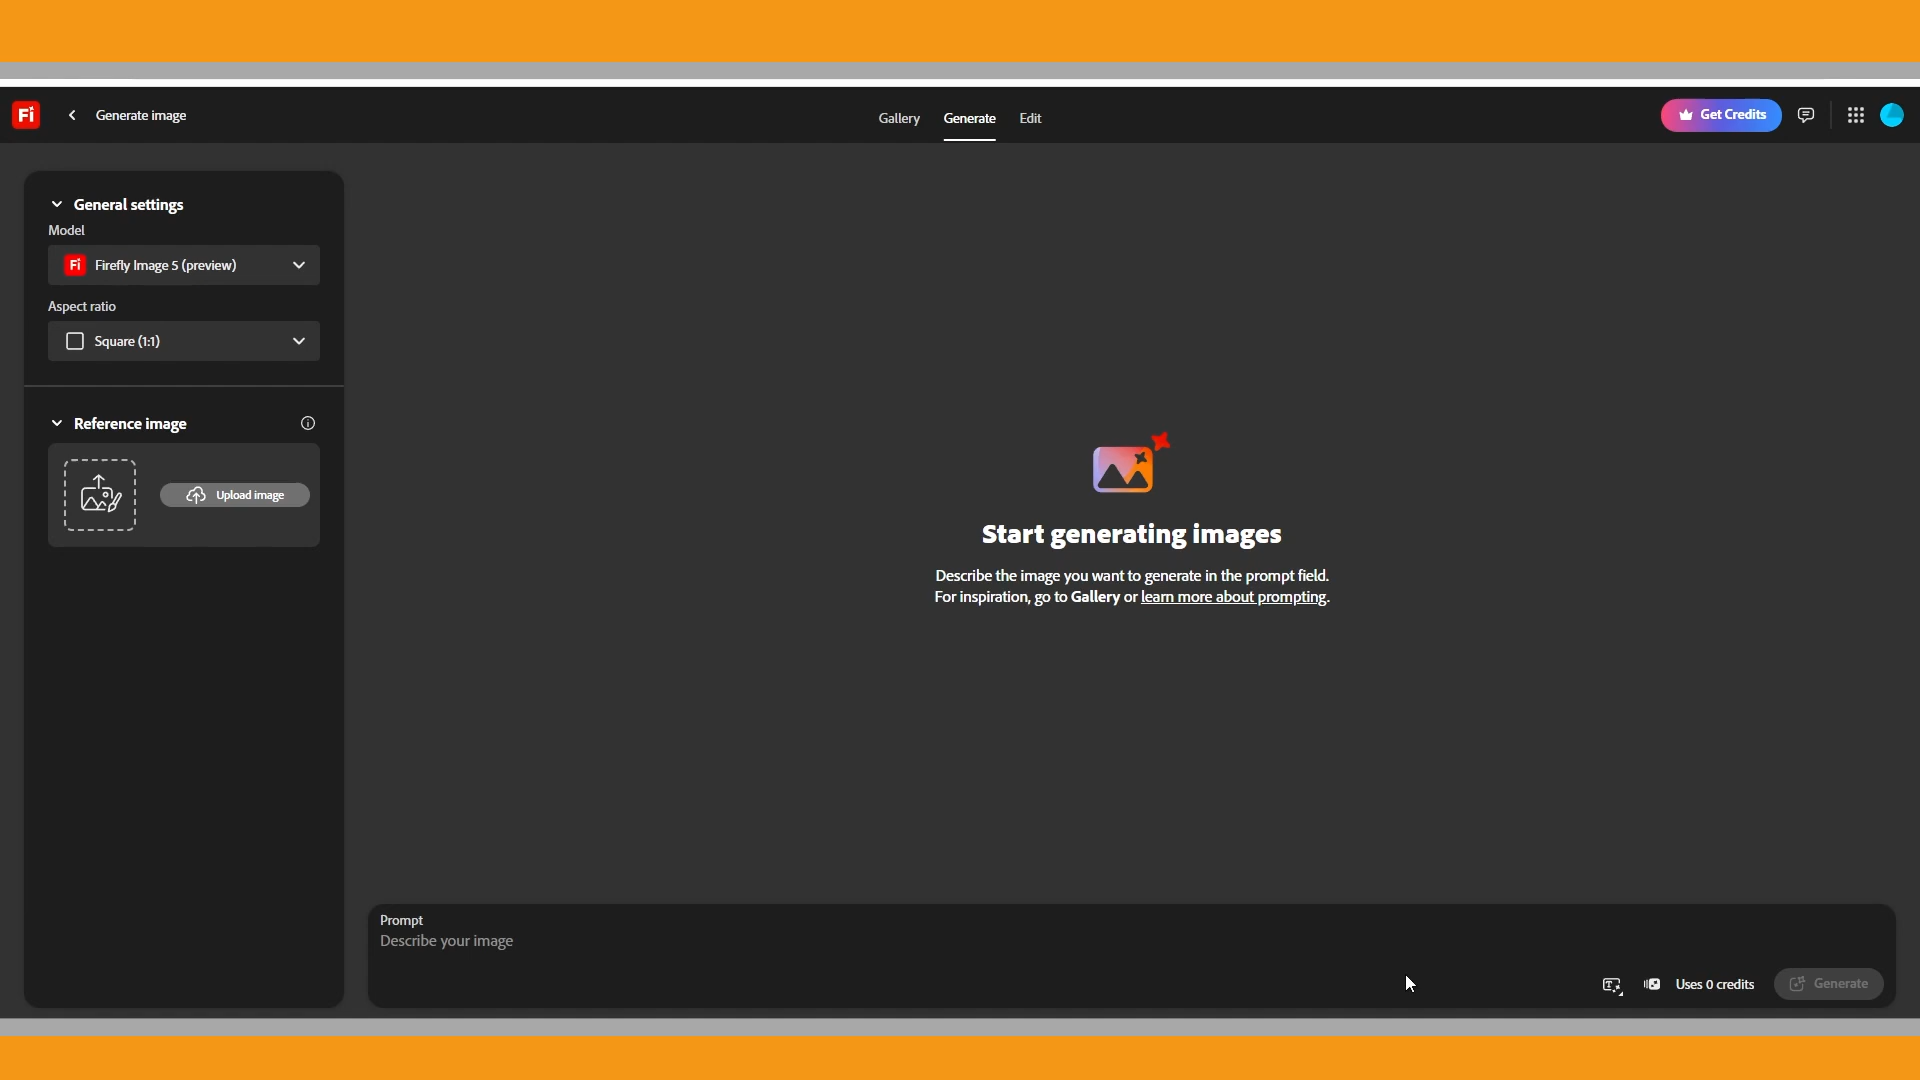 Fi
Generate image
Gallery
Generate
Edit
Get Credits
General settings
Model
Fi Firefly Image 5 (preview)
Aspect ratio
Square (1:1)
Reference image
Upload image
Start generating images
Describe the image you want to generate in the prompt field.
For inspiration, go to Gallery or learn more about prompting.
Prompt
Describe your image
Uses 0 credits
Generate